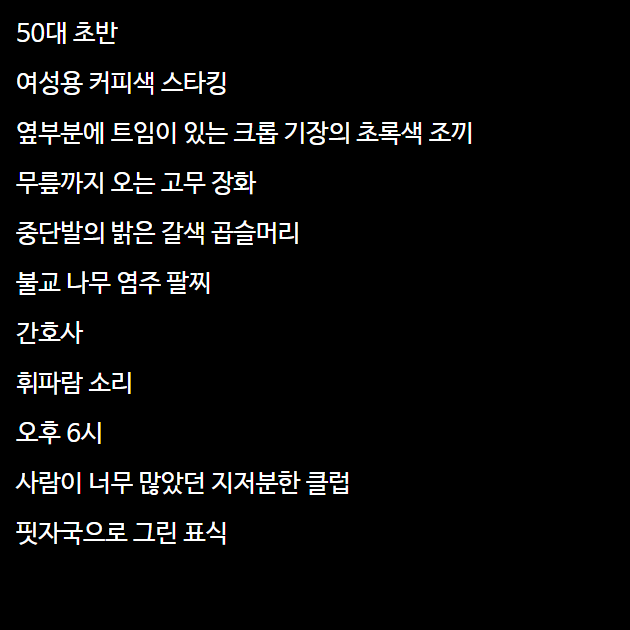 50대 초반
여성용 커피색 스타킹
옆부분에 트임이 있는 크롭 기장의 초록색 조끼
무릎까지 오는 고무 장화
중단발의 밝은 갈색 곱슬머리
불교 나무 염주 팔찌
간호사
휘파람 소리
오후 6시
사람이 너무 많았던 지저분한 클럽
핏자국으로 그린 표식